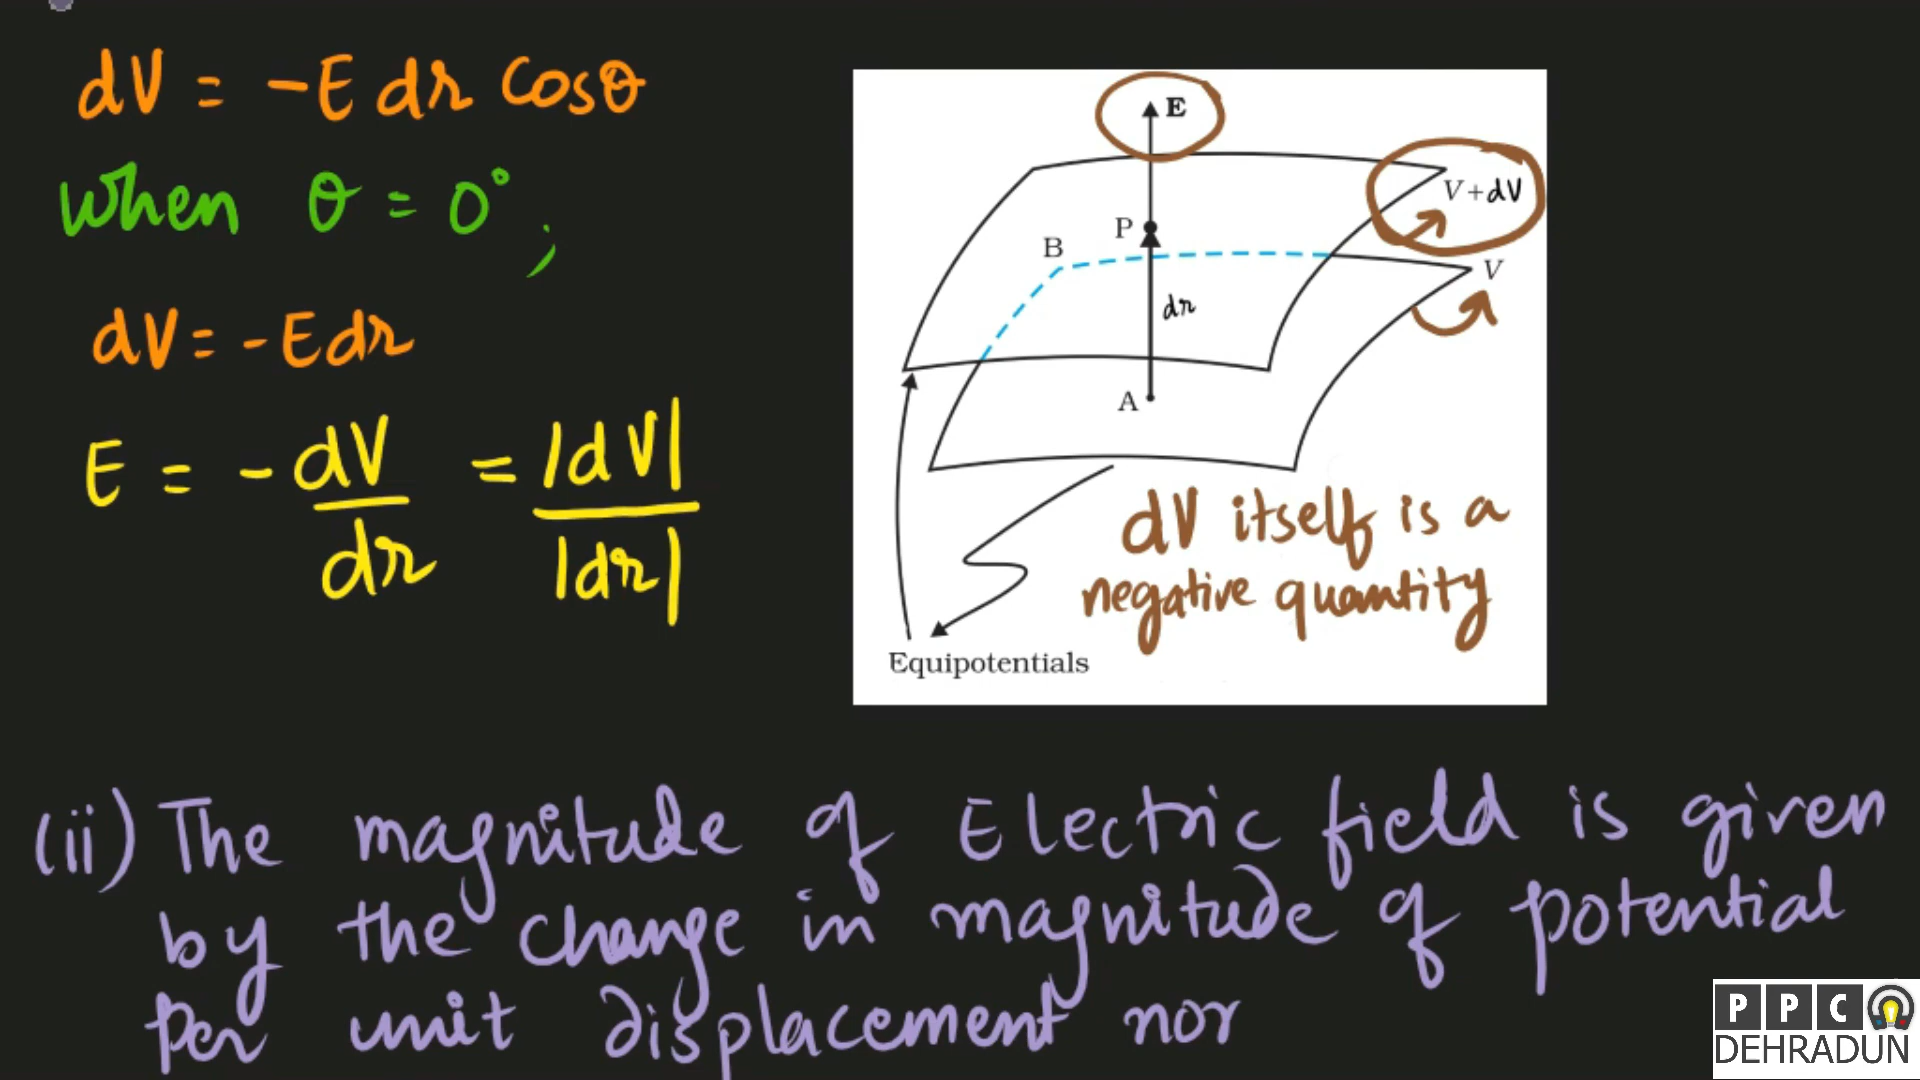 dV = -E dr cosθ
When θ = 0° ;
dV = -Edr
E = -dV/dr = |dV|/|dr|
E
V+dV
P
B
V
dr
A
dV itself is a
negative quantity
Equipotentials
(ii) The magnitude of Electric field is given
by the change in magnitude of potential
Per unit displacement nor
PPC
DEHRADUN